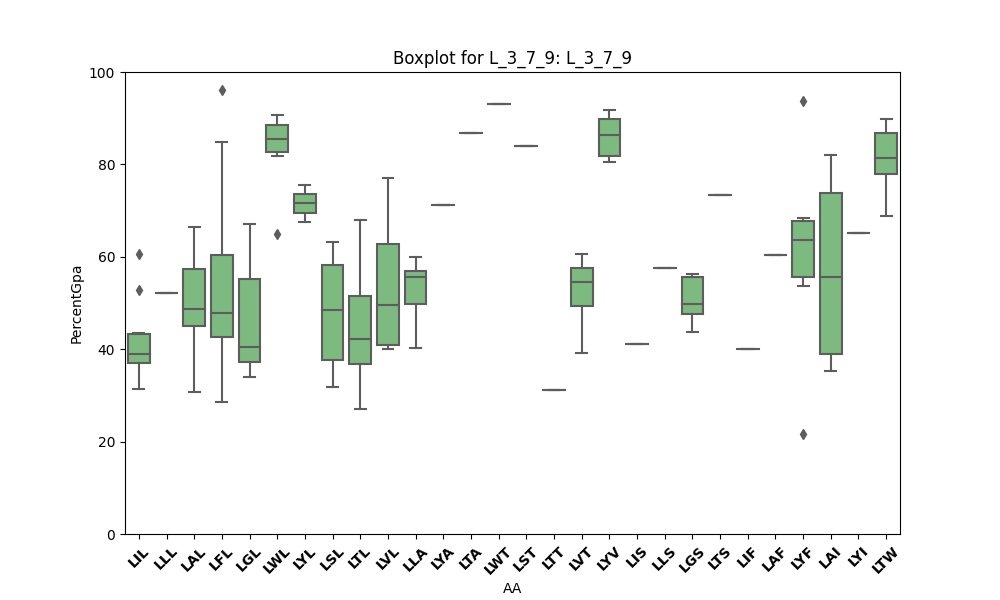 Boxplot for L_3_7_9: L_3_7_9
100
80
60
40
20
0
PercentGpa
LIL LLL LAL LFL LGL LWL LYL LSL LTL LVL LLA LYA LTA LWT LST LTT LVT LYV LIS LLS LGS LTS LIF LAF LYF LAI LYI LTW
AA